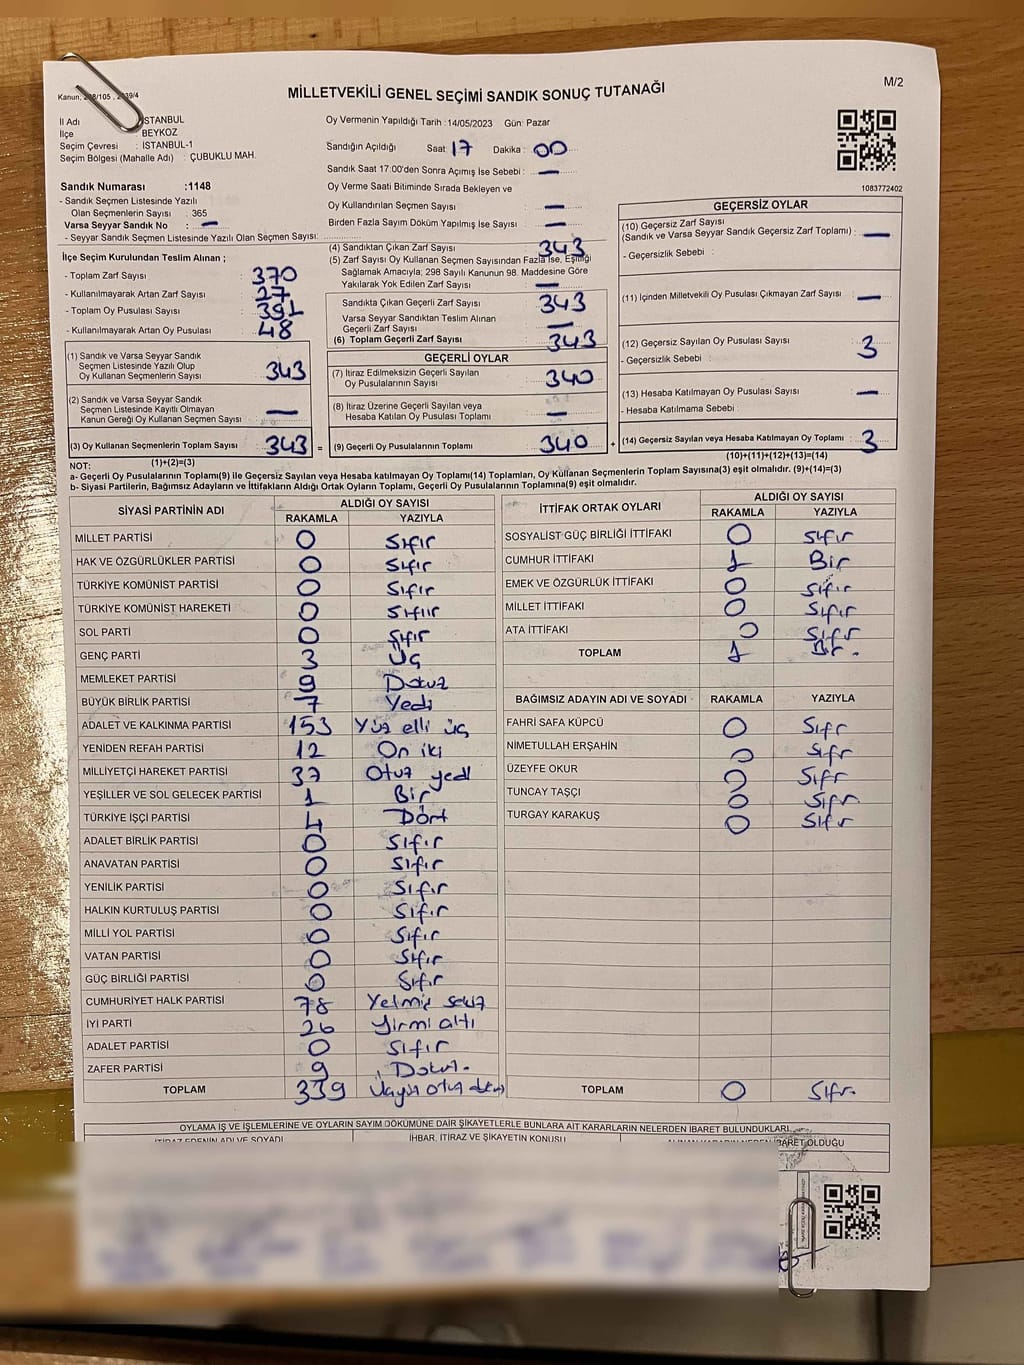 M/2
Kanun; 298/105 , 2839/4
MİLLETVEKİLİ GENEL SEÇİMİ SANDIK SONUÇ TUTANAĞI
İl Adı : İSTANBUL
İlçe : BEYKOZ
Seçim Çevresi : İSTANBUL-1
Seçim Bölgesi (Mahalle Adı) : ÇUBUKLU MAH.
Sandık Numarası :1148
- Sandık Seçmen Listesinde Yazılı
Olan Seçmenlerin Sayısı : 365
Varsa Seyyar Sandık No : —
- Seyyar Sandık Seçmen Listesinde Yazılı Olan Seçmen Sayısı:
İlçe Seçim Kurulundan Teslim Alınan ;
- Toplam Zarf Sayısı : 370
- Kullanılmayarak Artan Zarf Sayısı : 27
- Toplam Oy Pusulası Sayısı : 391
- Kullanılmayarak Artan Oy Pusulası : 48
(1) Sandık ve Varsa Seyyar Sandık
Seçmen Listesinde Yazılı Olup
Oy Kullanan Seçmenlerin Sayısı : 343
(2) Sandık ve Varsa Seyyar Sandık
Seçmen Listesinde Kayıtlı Olmayan
Kanun Gereği Oy Kullanan Seçmen Sayısı : —
(3) Oy Kullanan Seçmenlerin Toplam Sayısı : 343 =
(1)+(2)=(3)
Oy Vermenin Yapıldığı Tarih :14/05/2023 Gün: Pazar
Sandığın Açıldığı Saat: 17 Dakika : 00
Sandık Saat 17:00'den Sonra Açımış İse Sebebi : —
Oy Verme Saati Bitiminde Sırada Bekleyen ve
Oy Kullandırılan Seçmen Sayısı : —
Birden Fazla Sayım Döküm Yapılmış İse Sayısı : —
(4) Sandıktan Çıkan Zarf Sayısı : 343
(5) Zarf Sayısı Oy Kullanan Seçmen Sayısından Fazla İse, Eşitliği
Sağlamak Amacıyla; 298 Sayılı Kanunun 98. Maddesine Göre
Yakılarak Yok Edilen Zarf Sayısı : —
Sandıkta Çıkan Geçerli Zarf Sayısı : 343
Varsa Seyyar Sandıktan Teslim Alınan
Geçerli Zarf Sayısı : —
(6) Toplam Geçerli Zarf Sayısı : 343
GEÇERLİ OYLAR
(7) İtiraz Edilmeksizin Geçerli Sayılan
Oy Pusulalarının Sayısı : 340
(8) İtiraz Üzerine Geçerli Sayılan veya
Hesaba Katılan Oy Pusulası Toplamı : —
(9) Geçerli Oy Pusulalarının Toplamı : 340 +
1083772402
GEÇERSİZ OYLAR
(10) Geçersiz Zarf Sayısı
(Sandık ve Varsa Seyyar Sandık Geçersiz Zarf Toplamı) : —
- Geçersizlik Sebebi :
(11) İçinden Milletvekili Oy Pusulası Çıkmayan Zarf Sayısı : —
(12) Geçersiz Sayılan Oy Pusulası Sayısı : 3
- Geçersizlik Sebebi :
(13) Hesaba Katılmayan Oy Pusulası Sayısı : —
- Hesaba Katılmama Sebebi :
(14) Geçersiz Sayılan veya Hesaba Katılmayan Oy Toplamı : 3
(10)+(11)+(12)+(13)=(14)
NOT:
a- Geçerli Oy Pusulalarının Toplamı(9) ile Geçersiz Sayılan veya Hesaba katılmayan Oy Toplamı(14) Toplamları, Oy Kullanan Seçmenlerin Toplam Sayısına(3) eşit olmalıdır. (9)+(14)=(3)
b- Siyasi Partilerin, Bağımsız Adayların ve İttifakların Aldığı Ortak Oyların Toplamı, Geçerli Oy Pusulalarının Toplamına(9) eşit olmalıdır.
SİYASİ PARTİNİN ADI ALDIĞI OY SAYISI
RAKAMLA YAZIYLA
MİLLET PARTİSİ 0 Sıfır
HAK VE ÖZGÜRLÜKLER PARTİSİ 0 Sıfır
TÜRKİYE KOMÜNİST PARTİSİ 0 Sıfır
TÜRKİYE KOMÜNİST HAREKETİ 0 Sıfır
SOL PARTİ 0 Sıfır
GENÇ PARTİ 3 Üç
MEMLEKET PARTİSİ 9 Dokuz
BÜYÜK BİRLİK PARTİSİ 7 Yedi
ADALET VE KALKINMA PARTİSİ 153 Yüz elli üç
YENİDEN REFAH PARTİSİ 12 On iki
MİLLİYETÇİ HAREKET PARTİSİ 37 Otuz yedi
YEŞİLLER VE SOL GELECEK PARTİSİ 1 Bir
TÜRKİYE İŞÇİ PARTİSİ 4 Dört
ADALET BİRLİK PARTİSİ 0 Sıfır
ANAVATAN PARTİSİ 0 Sıfır
YENİLİK PARTİSİ 0 Sıfır
HALKIN KURTULUŞ PARTİSİ 0 Sıfır
MİLLİ YOL PARTİSİ 0 Sıfır
VATAN PARTİSİ 0 Sıfır
GÜÇ BİRLİĞİ PARTİSİ 0 Sıfır
CUMHURİYET HALK PARTİSİ 78 Yetmiş sekiz
İYİ PARTİ 26 Yirmi altı
ADALET PARTİSİ 0 Sıfır
ZAFER PARTİSİ 9 Dokuz
TOPLAM 339 Üçyüz otuz dokuz
İTTİFAK ORTAK OYLARI ALDIĞI OY SAYISI
RAKAMLA YAZIYLA
SOSYALİST GÜÇ BİRLİĞİ İTTİFAKI 0 Sıfır
CUMHUR İTTİFAKI 1 Bir
EMEK VE ÖZGÜRLÜK İTTİFAKI 0 Sıfır
MİLLET İTTİFAKI 0 Sıfır
ATA İTTİFAKI 0 Sıfır
TOPLAM 1 Bir.
BAĞIMSIZ ADAYIN ADI VE SOYADI RAKAMLA YAZIYLA
FAHRİ SAFA KÜPCÜ 0 Sıfr
NİMETULLAH ERŞAHİN 0 Sıfr
ÜZEYFE OKUR 0 Sıfr
TUNCAY TAŞÇI 0 Sıfr
TURGAY KARAKUŞ 0 Sıfr
TOPLAM 0 Sıfr.
OYLAMA İŞ VE İŞLEMLERİNE VE OYLARIN SAYIM DÖKÜMÜNE DAİR ŞİKAYETLERLE BUNLARA AİT KARARLARIN NELERDEN İBARET BULUNDUKLARI
İTİRAZ EDENİN ADI VE SOYADI İHBAR, İTİRAZ VE ŞİKAYETİN KONUSU ALINAN KARARIN NEDEN İBARET OLDUĞU